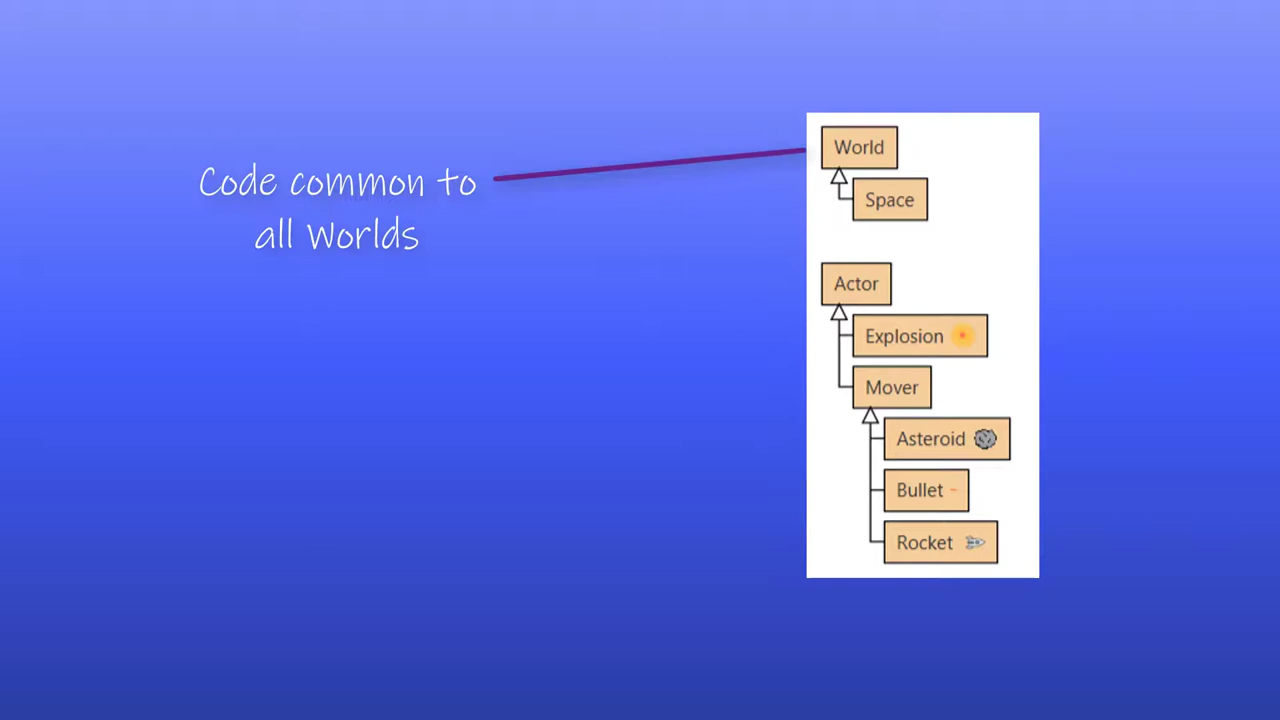 Code common to
all Worlds
World
Space
Actor
Explosion
Mover
Asteroid
Bullet
Rocket